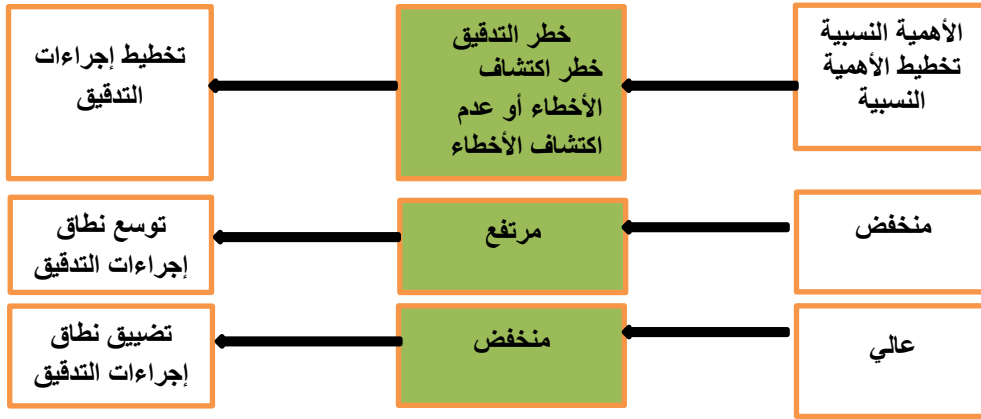 الأهمية النسبية
تخطيط الأهمية
النسبية
خطر التدقيق
خطر اكتشاف
الأخطاء أو عدم
اكتشاف الأخطاء
تخطيط إجراءات
التدقيق
منخفض
مرتفع
توسع نطاق
إجراءات التدقيق
عالي
منخفض
تضييق نطاق
إجراءات التدقيق